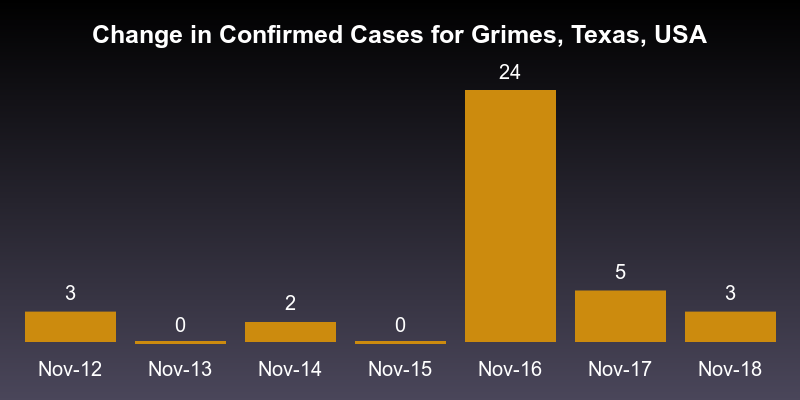 Change in Confirmed Cases for Grimes, Texas, USA
24
5
3
3
2
0
0
Nov-12
Nov-13
Nov-14
Nov-15
Nov-16
Nov-17
Nov-18